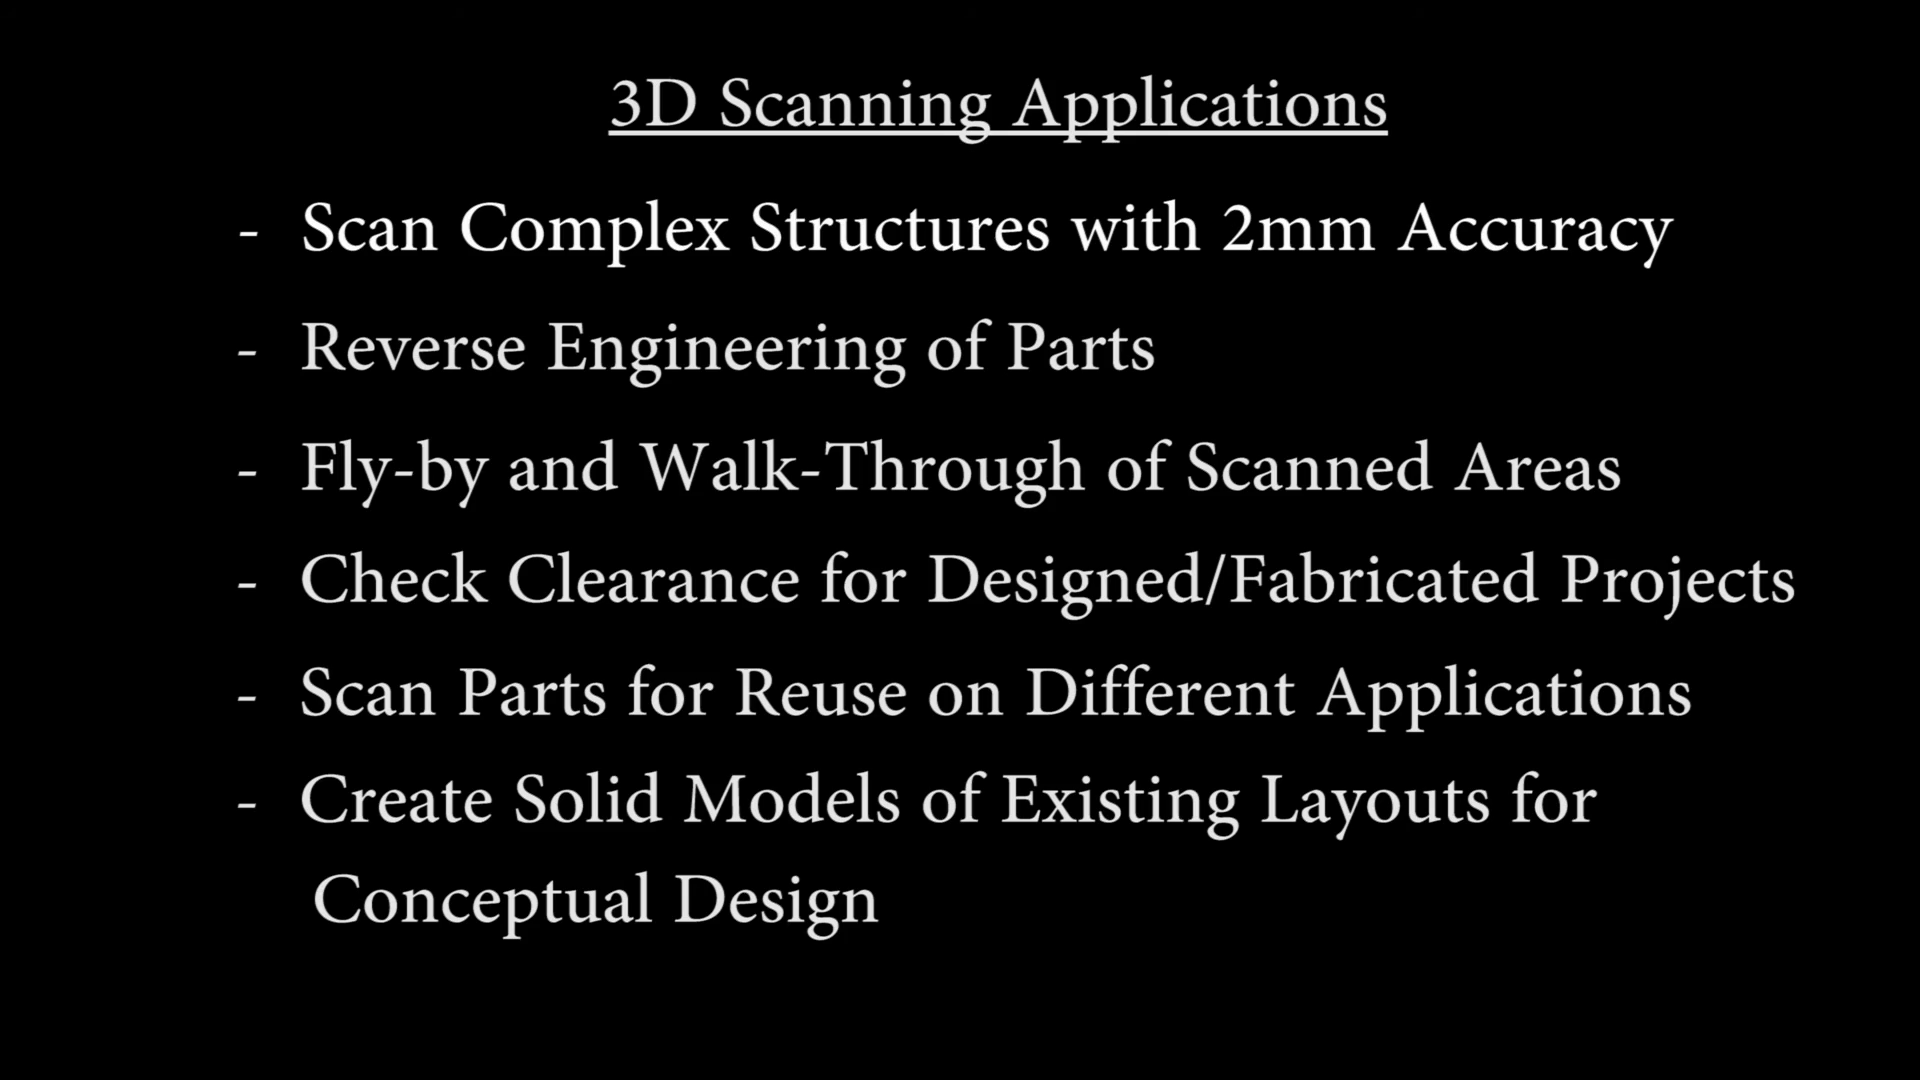 3D Scanning Applications
- Scan Complex Structures with 2mm Accuracy
- Reverse Engineering of Parts
- Fly-by and Walk-Through of Scanned Areas
- Check Clearance for Designed/Fabricated Projects
- Scan Parts for Reuse on Different Applications
- Create Solid Models of Existing Layouts for
Conceptual Design